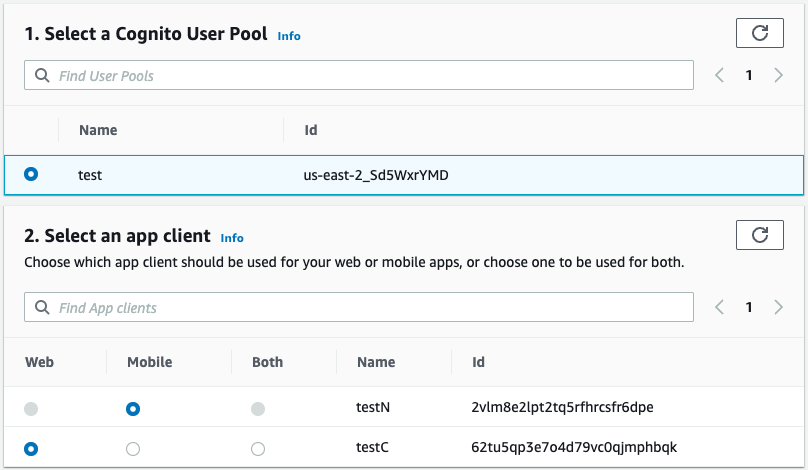 1. Select a Cognito User Pool Info
Find User Pools
1
Name Id
test us-east-2_Sd5WxrYMD
2. Select an app client Info
Choose which app client should be used for your web or mobile apps, or choose one to be used for both.
Find App clients
1
Web Mobile Both Name Id
testN 2vlm8e2lpt2tq5rfhrcsfr6dpe
testC 62tu5qp3e7o4d79vc0qjmphbqk